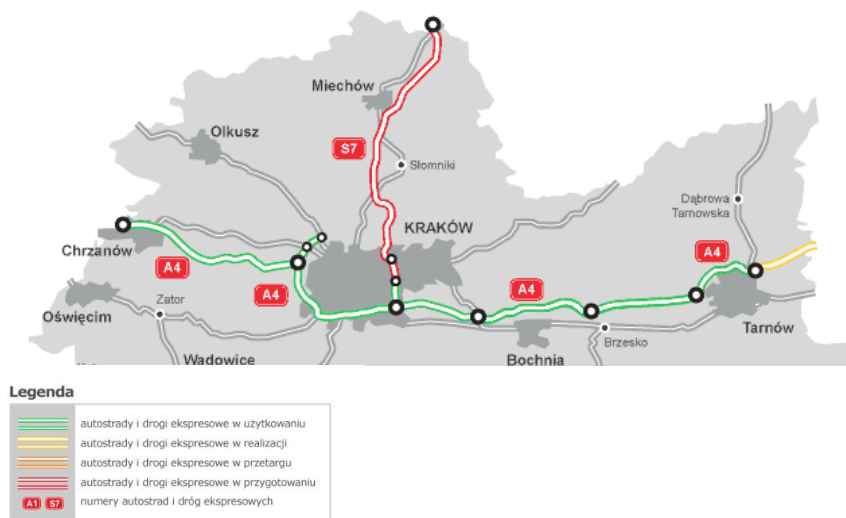 Miechów
Olkusz
S7
Słomniki
Dąbrowa
Tarnowska
KRAKÓW
Chrzanów
A4
A4
A4
A4
Oświęcim
Zator
Tarnów
Wadowice
Bochnia
Brzesko
Legenda
autostrady i drogi ekspresowe w użytkowaniu
autostrady i drogi ekspresowe w realizacji
autostrady i drogi ekspresowe w przetargu
autostrady i drogi ekspresowe w przygotowaniu
A1 S7 numery autostrad i dróg ekspresowych